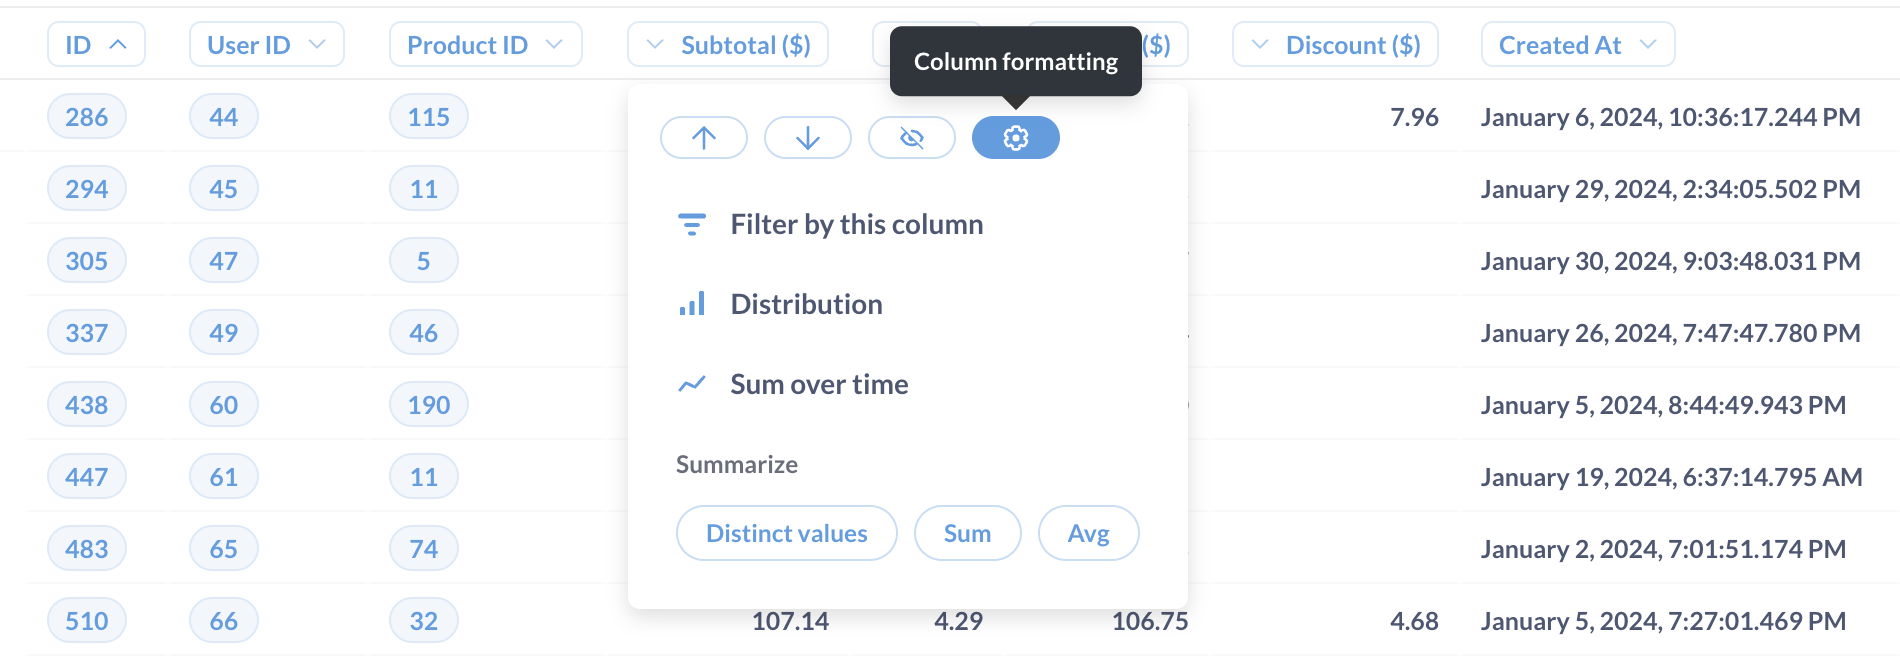 ID User ID Product ID Subtotal ($) ($) Discount ($) Created At
Column formatting
286 44 115 7.96 January 6, 2024, 10:36:17.244 PM
294 45 11 January 29, 2024, 2:34:05.502 PM
Filter by this column
305 47 5 January 30, 2024, 9:03:48.031 PM
Distribution
337 49 46 January 26, 2024, 7:47:47.780 PM
Sum over time
438 60 190 January 5, 2024, 8:44:49.943 PM
Summarize
447 61 11 January 19, 2024, 6:37:14.795 AM
Distinct values Sum Avg
483 65 74 January 2, 2024, 7:01:51.174 PM
510 66 32 107.14 4.29 106.75 4.68 January 5, 2024, 7:27:01.469 PM